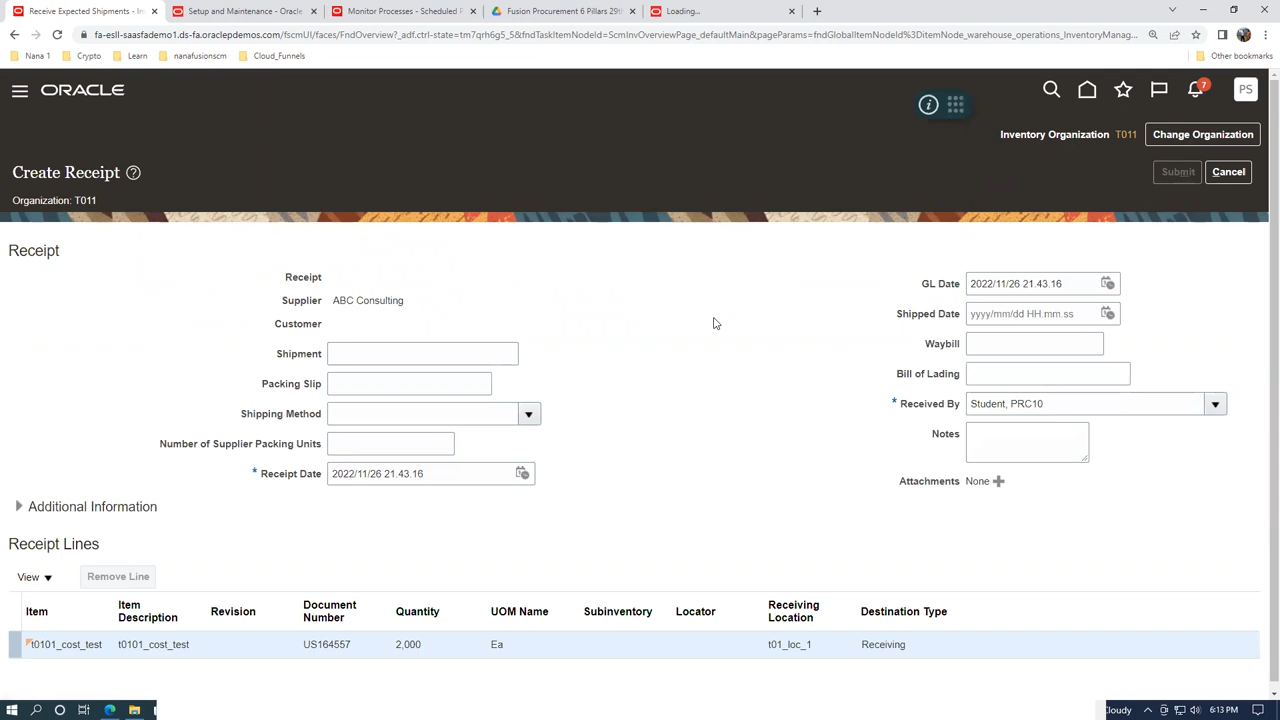 Receive Expected Shipments - In
Setup and Maintenance - Oracle
Monitor Processes - Scheduled P
Fusion Procurement 6 Pillars 29th
Loading...
fa-esll-saasfademo1.ds-fa.oraclepdemos.com/fscmUI/faces/FndOverview?_adf.ctrl-state=tm7qrh6g5_5&fndTaskItemNodeId=ScmInvOverviewPage_defaultMain&pageParams=fndGlobalItemNodeId%3DitemNode_warehouse_operations_InventoryManag...
Nana 1
Crypto
Learn
nanafusionscm
Cloud_Funnels
Other bookmarks
ORACLE
7
PS
Inventory Organization T011 Change Organization
Create Receipt ?
Submit Cancel
Organization: T011
Receipt
Receipt
Supplier ABC Consulting
Customer
Shipment
Packing Slip
Shipping Method
Number of Supplier Packing Units
* Receipt Date 2022/11/26 21.43.16
GL Date 2022/11/26 21.43.16
Shipped Date yyyy/mm/dd HH.mm.ss
Waybill
Bill of Lading
* Received By Student, PRC10
Notes
Attachments None
Additional Information
Receipt Lines
View Remove Line
Item
Item Description
Revision
Document Number
Quantity
UOM Name
Subinventory
Locator
Receiving Location
Destination Type
t0101_cost_test t0101_cost_test US164557 2,000 Ea t01_loc_1 Receiving
Cloudy 6:13 PM